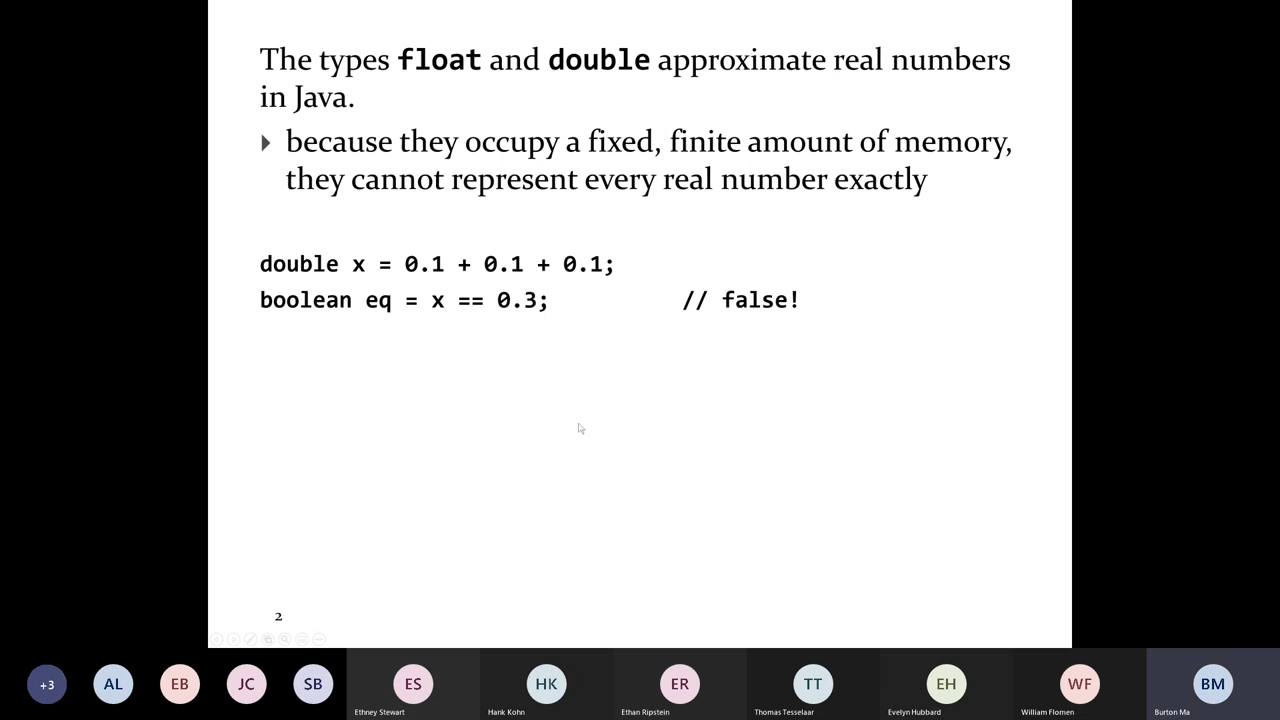 The types float and double approximate real numbers
in Java.
because they occupy a fixed, finite amount of memory,
they cannot represent every real number exactly
double x = 0.1 + 0.1 + 0.1;
boolean eq = x == 0.3; // false!
2
+3 AL EB JC SB ES HK ER TT EH WF BM
Ethney Stewart Hank Kohn Ethan Ripstein Thomas Tesselaar Evelyn Hubbard William Flomen Burton Ma